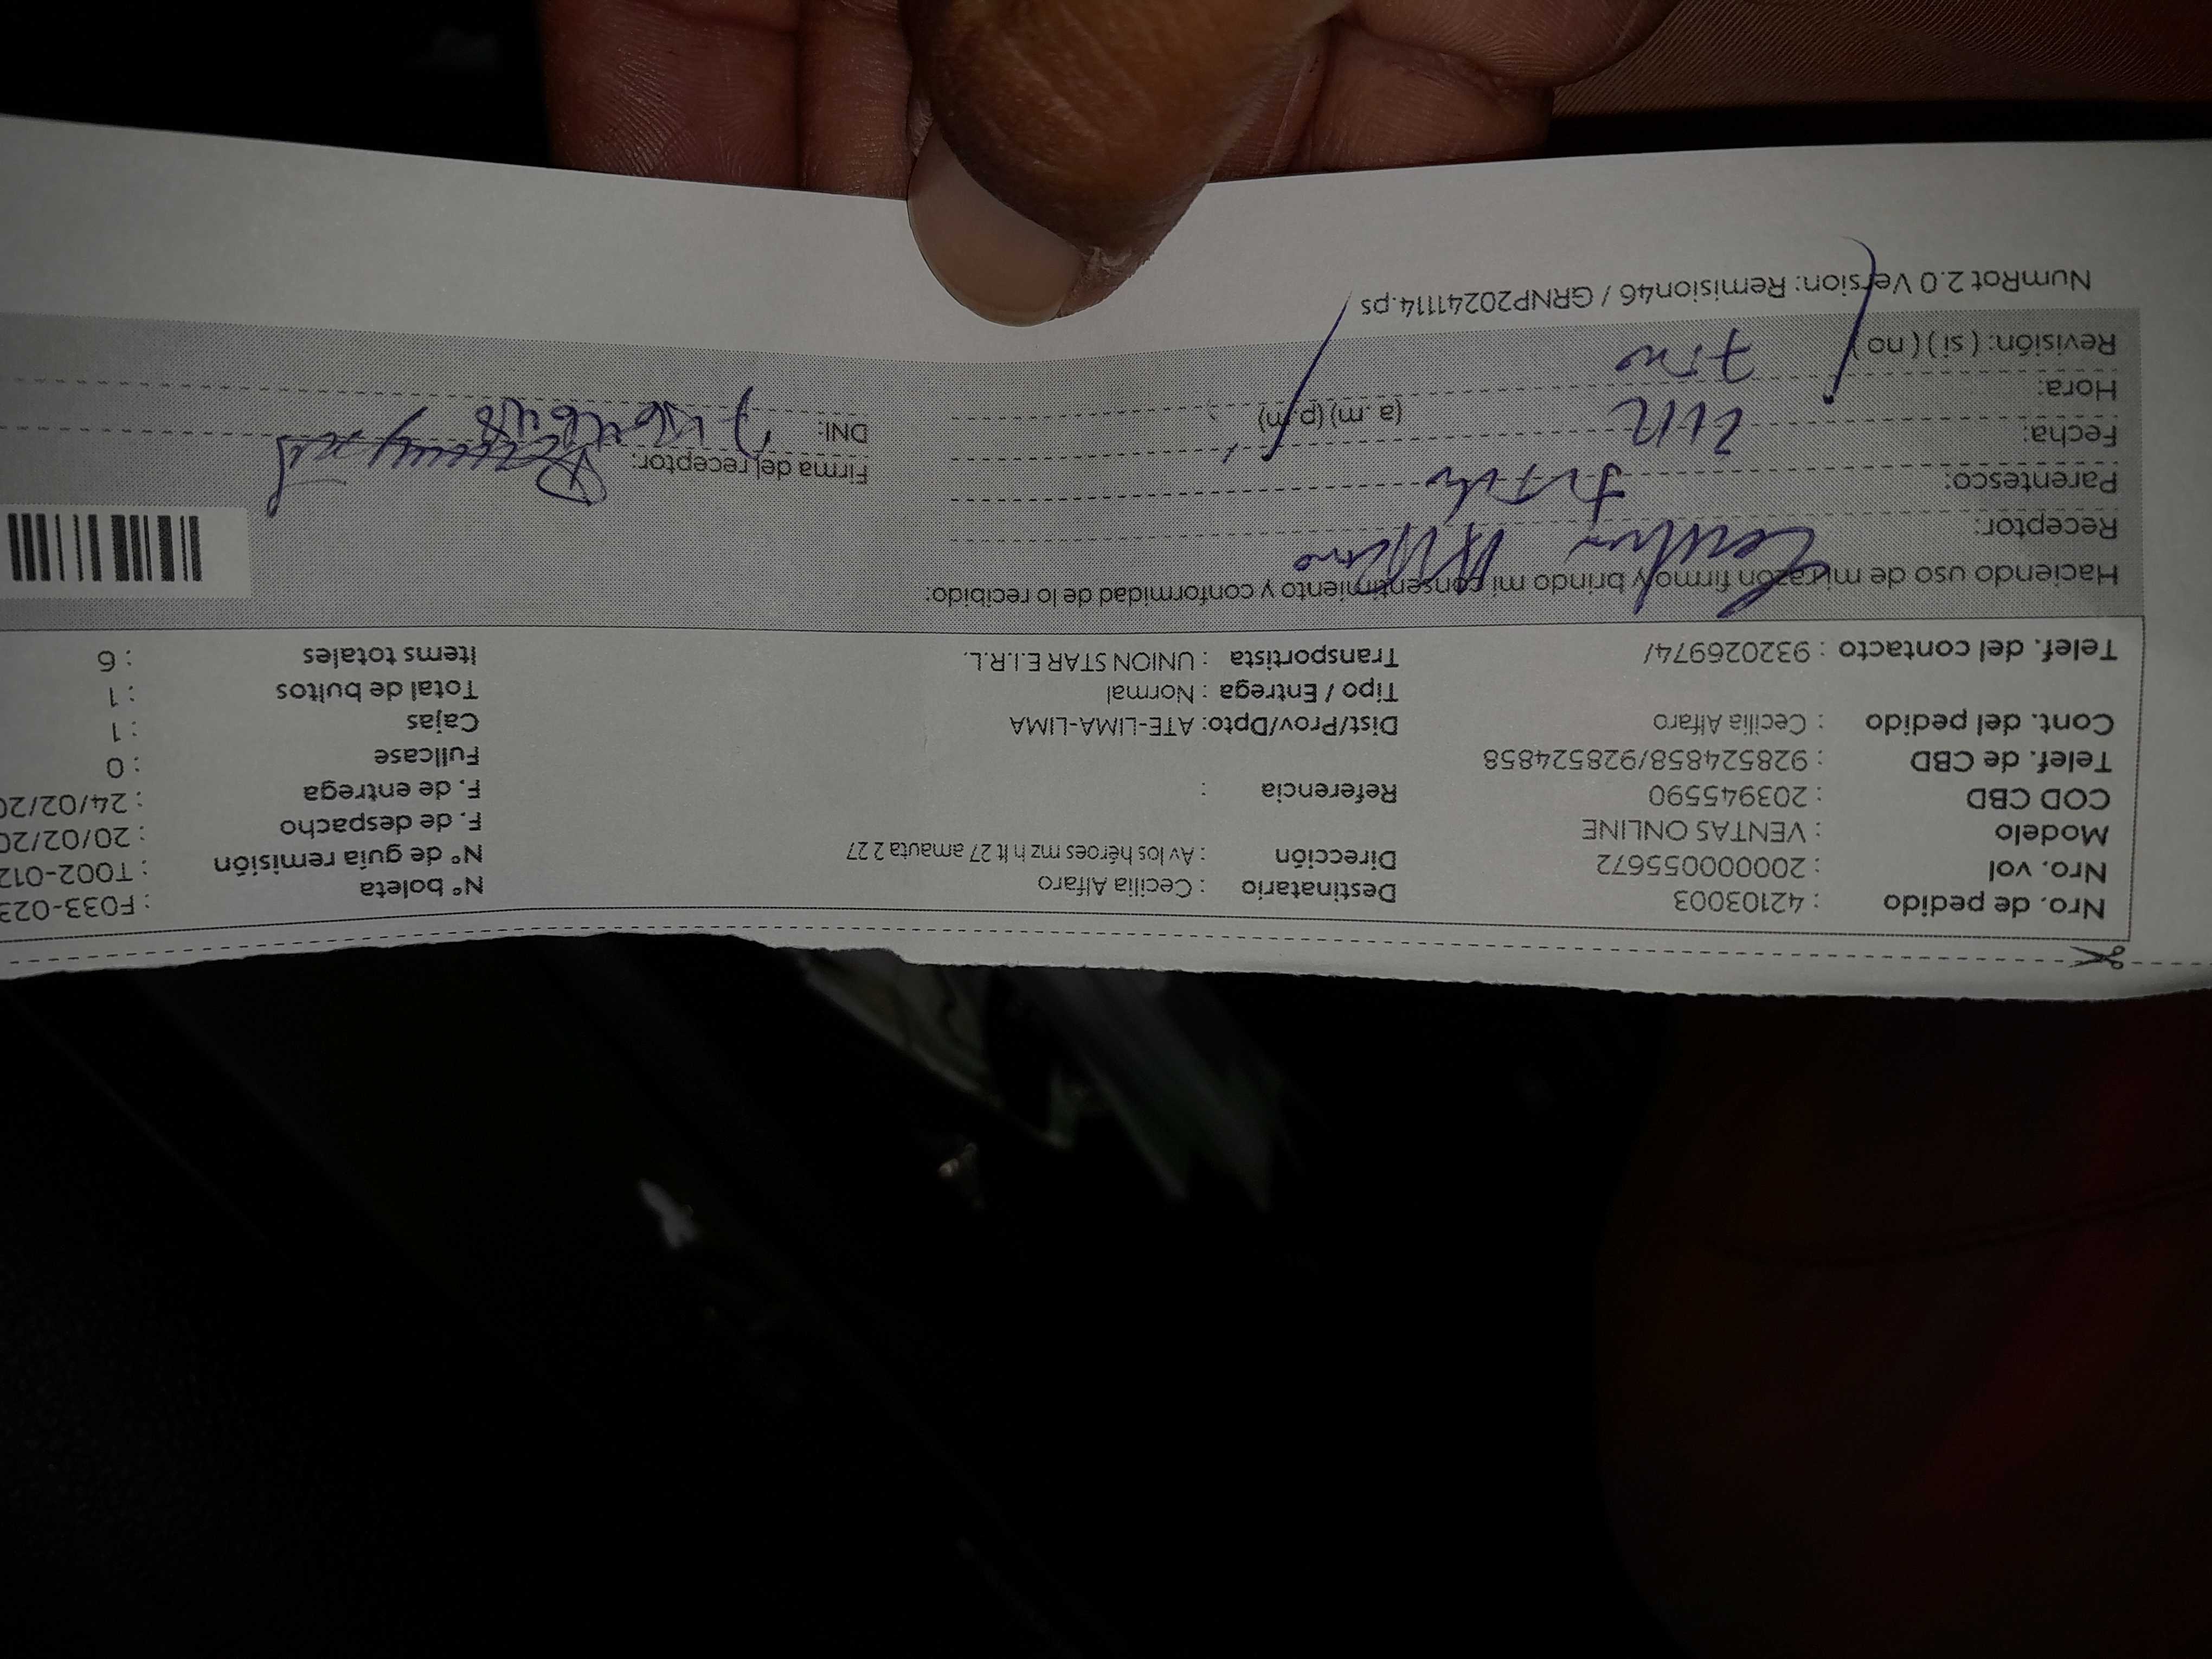 Nro. de pedido : 42103003 Destinatario : Cecilia Alfaro N° boleta : F033-023
Nro. vol : 20000055672 Dirección : Av los héroes mz h lt 27 amauta 2 27 N° de guía remisión : T002-012
Modelo : VENTAS ONLINE F. de despacho : 20/02/20
COD CBD : 203945590 Referencia : F. de entrega : 24/02/20
Telef. de CBD : 928524858/928524858 Fullcase : 0
Cont. del pedido : Cecilia Alfaro Dist/Prov/Dpto: ATE-LIMA-LIMA Cajas : 1
Tipo / Entrega : Normal Total de bultos : 1
Telef. del contacto : 932026974/ Transportista : UNION STAR E.I.R.L. Items totales : 6
Haciendo uso de mi razón firmo y brindo mi consentimiento y conformidad de lo recibido:
Receptor: Cecilia Alfaro
Parentesco: Firma del receptor:
Fecha: DNI:
Hora: (a. m) (p.m)
Revisión: ( si ) ( no )
NumRot 2.0 Version: Remision46 / GRNP20241114.ps